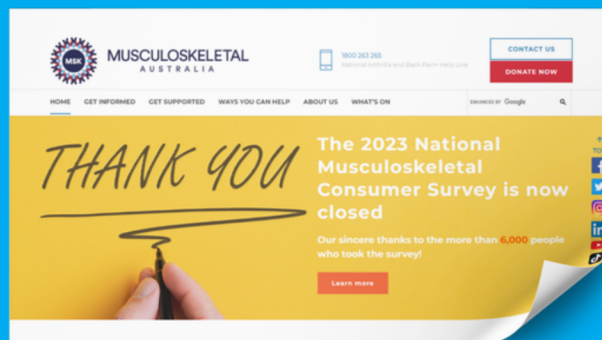 MSK
MUSCULOSKELETAL
AUSTRALIA
1800 263 265
National Arthritis and Back Pain+ Help Line
CONTACT US
DONATE NOW
HOME GET INFORMED GET SUPPORTED WAYS YOU CAN HELP ABOUT US WHAT'S ON
ENHANCED BY Google
THANK YOU
The 2023 National
Musculoskeletal
Consumer Survey is now
closed
Our sincere thanks to the more than 6,000 people
who took the survey!
Learn more